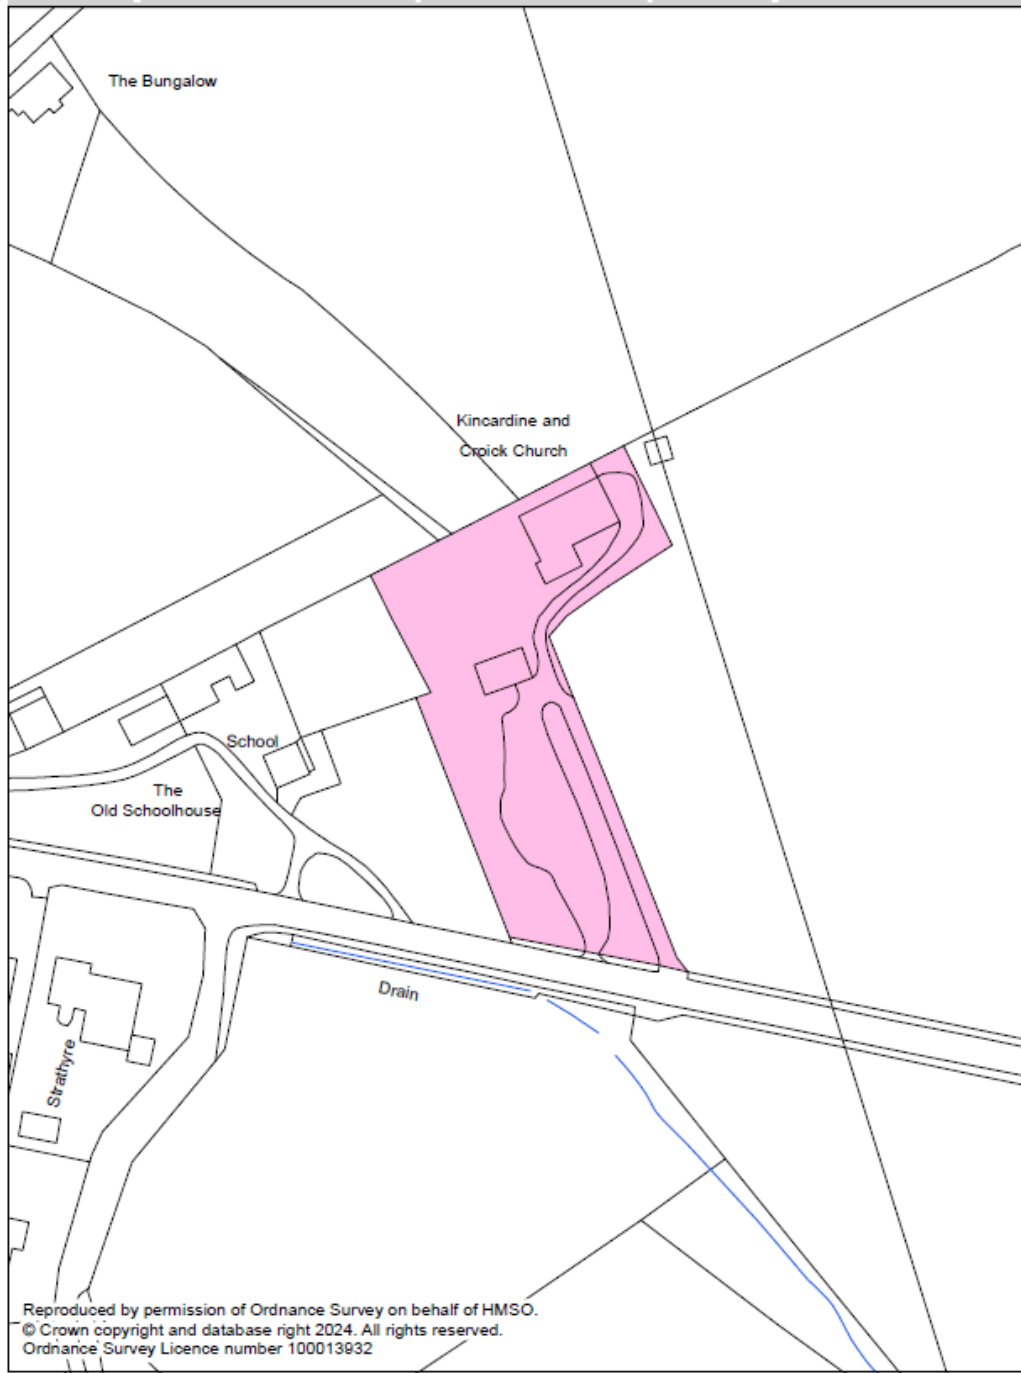 The Bungalow
Kincardine and
Croick Church
School
The
Old Schoolhouse
Drain
Strathyre
Reproduced by permission of Ordnance Survey on behalf of HMSO.
© Crown copyright and database right 2024. All rights reserved.
Ordnance Survey Licence number 100013932